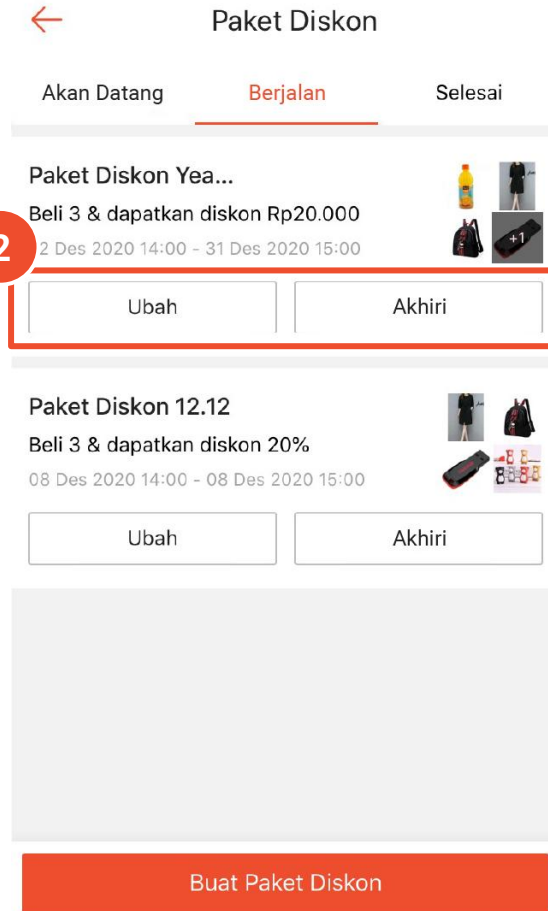 Paket Diskon
Akan Datang Berjalan Selesai
Paket Diskon Yea...
Beli 3 & dapatkan diskon Rp20.000
2 Des 2020 14:00 - 31 Des 2020 15:00
+1
2
Ubah Akhiri
Paket Diskon 12.12
Beli 3 & dapatkan diskon 20%
08 Des 2020 14:00 - 08 Des 2020 15:00
Ubah Akhiri
Buat Paket Diskon